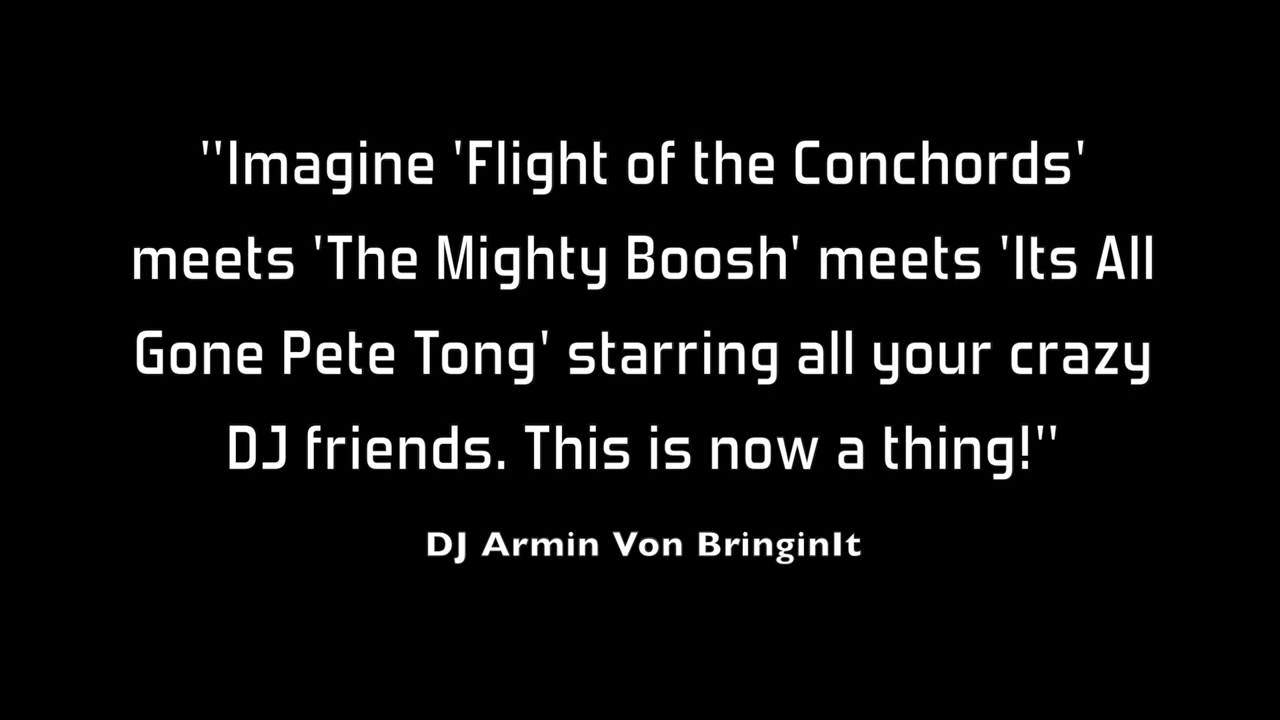 "Imagine 'Flight of the Conchords'
meets 'The Mighty Boosh' meets 'Its All
Gone Pete Tong' starring all your crazy
DJ friends. This is now a thing!"
DJ Armin Von BringinIt